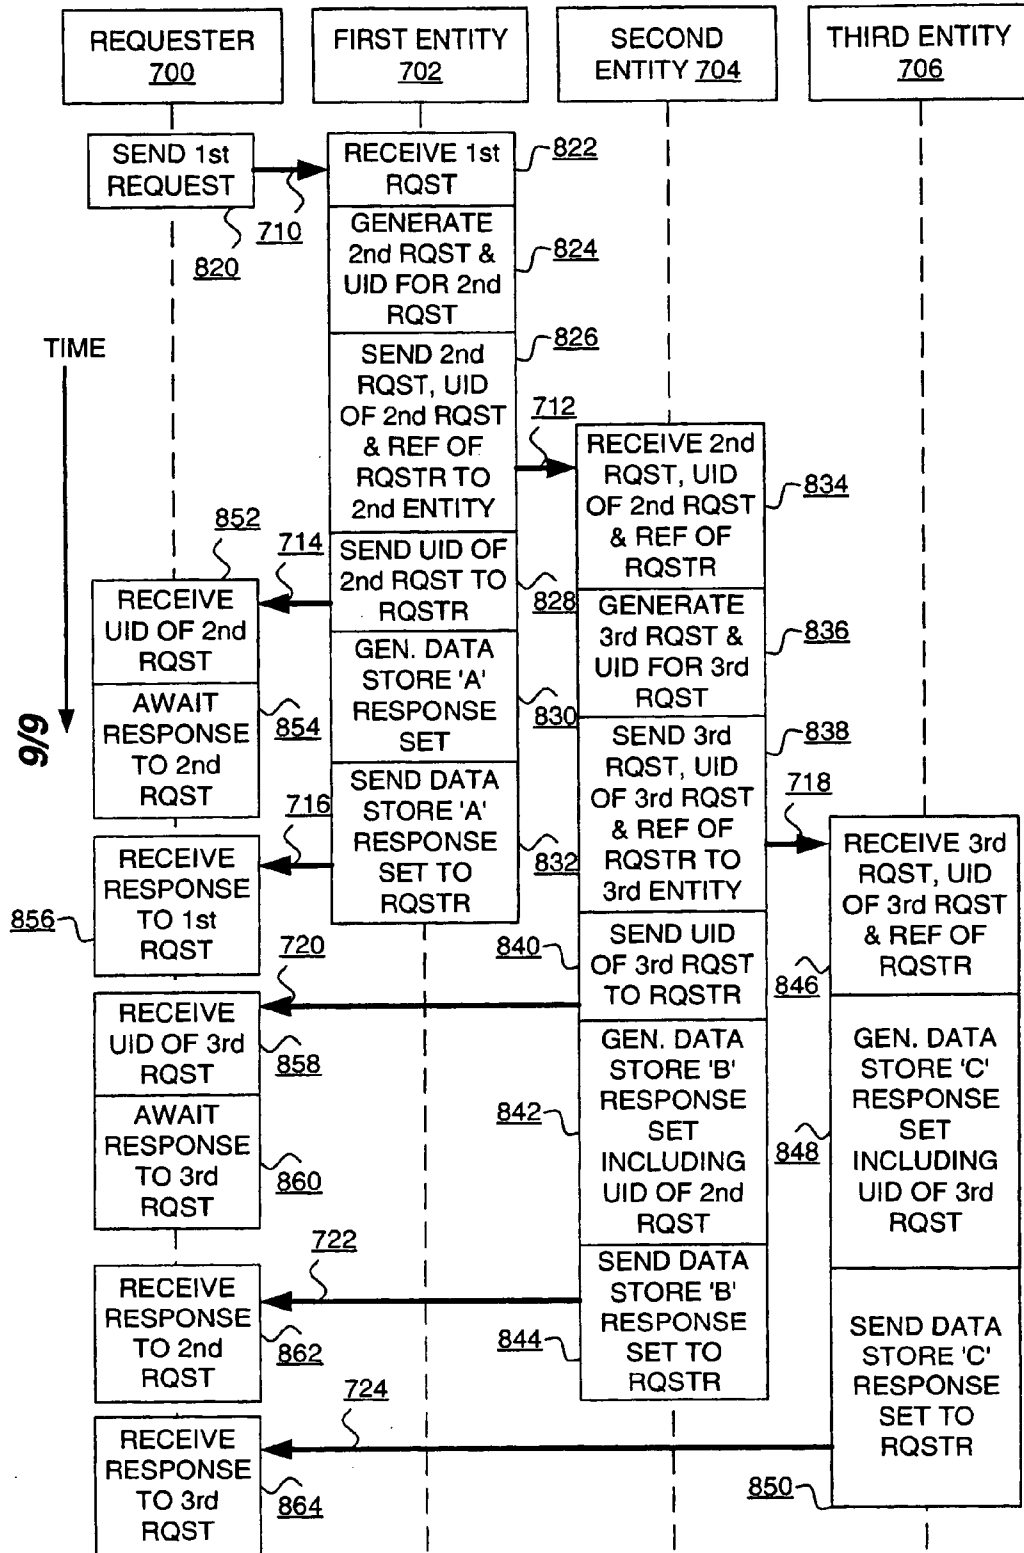 REQUESTER
700
FIRST ENTITY
702
SECOND
ENTITY 704
THIRD ENTITY
706
SEND 1st
REQUEST
820
710
RECEIVE 1st
RQST
822
GENERATE
2nd RQST &
UID FOR 2nd
RQST
824
TIME
9/9
SEND 2nd
RQST, UID
OF 2nd RQST
& REF OF
RQSTR TO
2nd ENTITY
826
712
RECEIVE 2nd
RQST, UID
OF 2nd RQST
& REF OF
RQSTR
834
852
714
SEND UID OF
2nd RQST TO
RQSTR
828
RECEIVE
UID OF 2nd
RQST
GENERATE
3rd RQST &
UID FOR 3rd
RQST
836
GEN. DATA
STORE 'A'
RESPONSE
SET
830
AWAIT
RESPONSE
TO 2nd
RQST
854
SEND 3rd
RQST, UID
OF 3rd RQST
& REF OF
RQSTR TO
3rd ENTITY
838
718
SEND DATA
STORE 'A'
RESPONSE
SET TO
RQSTR
832
716
RECEIVE
RESPONSE
TO 1st
RQST
856
RECEIVE 3rd
RQST, UID
OF 3rd RQST
& REF OF
RQSTR
846
SEND UID
OF 3rd RQST
TO RQSTR
840
720
RECEIVE
UID OF 3rd
RQST
858
GEN. DATA
STORE 'B'
RESPONSE
SET
INCLUDING
UID OF 2nd
RQST
842
GEN. DATA
STORE 'C'
RESPONSE
SET
INCLUDING
UID OF 3rd
RQST
848
AWAIT
RESPONSE
TO 3rd
RQST
860
722
SEND DATA
STORE 'B'
RESPONSE
SET TO
RQSTR
844
RECEIVE
RESPONSE
TO 2nd
RQST
862
SEND DATA
STORE 'C'
RESPONSE
SET TO
RQSTR
850
724
RECEIVE
RESPONSE
TO 3rd
RQST
864